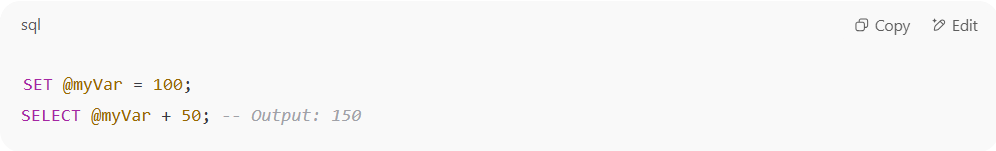 sql Copy Edit
SET @myVar = 100;
SELECT @myVar + 50; -- Output: 150